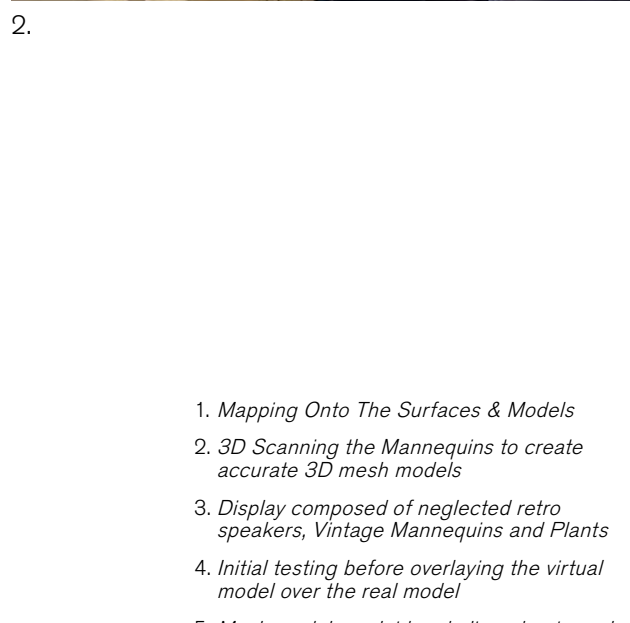 2.
1. Mapping Onto The Surfaces & Models
2. 3D Scanning the Mannequins to create
accurate 3D mesh models
3. Display composed of neglected retro
speakers, Vintage Mannequins and Plants
4. Initial testing before overlaying the virtual
model over the real model
5.